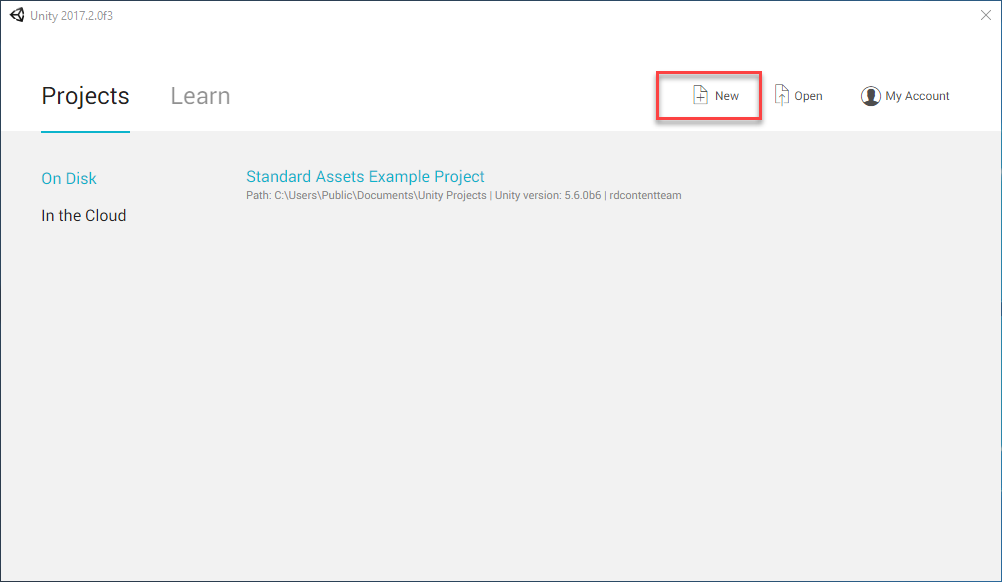 Unity 2017.2.0f3
Projects Learn New Open My Account
On Disk
In the Cloud
Standard Assets Example Project
Path: C:\Users\Public\Documents\Unity Projects | Unity version: 5.6.0b6 | rdcontentteam